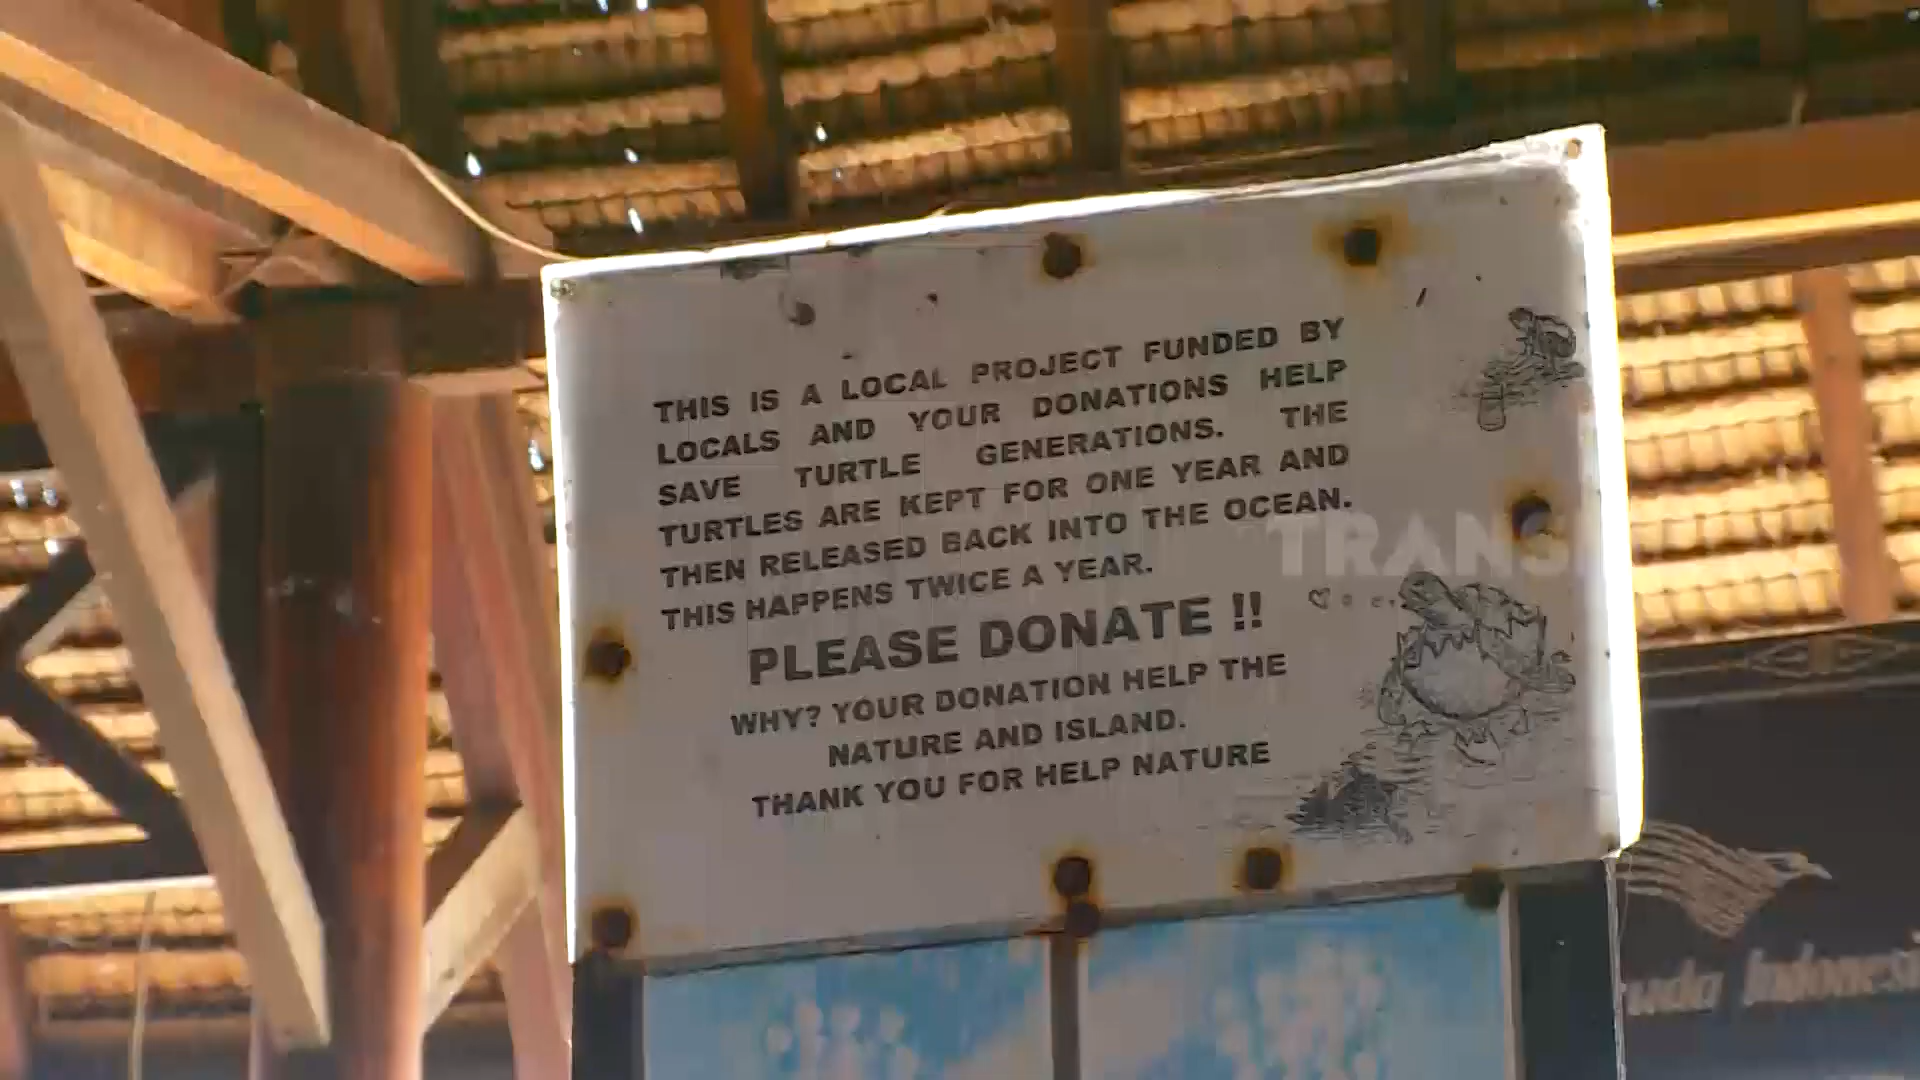 THIS IS A LOCAL PROJECT FUNDED BY
LOCALS AND YOUR DONATIONS HELP
SAVE TURTLE GENERATIONS. THE
TURTLES ARE KEPT FOR ONE YEAR AND
THEN RELEASED BACK INTO THE OCEAN.
THIS HAPPENS TWICE A YEAR.
PLEASE DONATE !!
WHY? YOUR DONATION HELP THE
NATURE AND ISLAND.
THANK YOU FOR HELP NATURE
TRANS
uda Indonesi